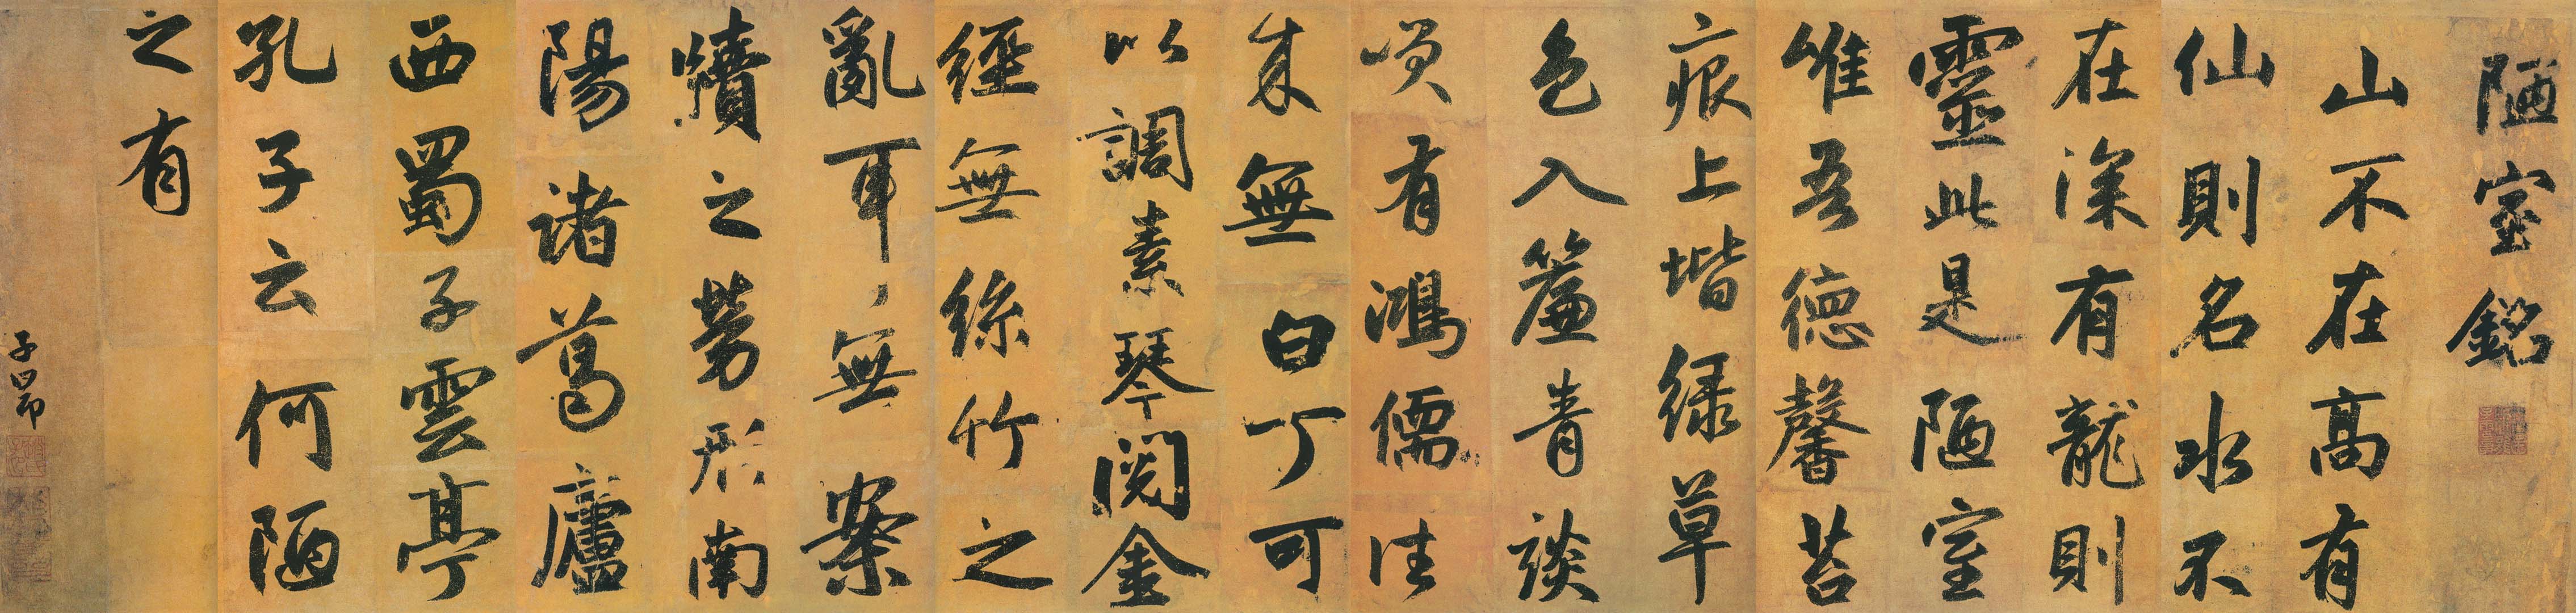 陋室銘
山不在高有
仙則名水不
在深有龍則
靈此是陋室
惟吾德馨苔
痕上堦綠草
色入簾青談
咲有鴻儒往
來無白丁可
以調素琴閱金
經無絲竹之
亂耳無案
牘之勞形南
陽諸葛廬
西蜀子雲亭
孔子云何陋
之有
子昂